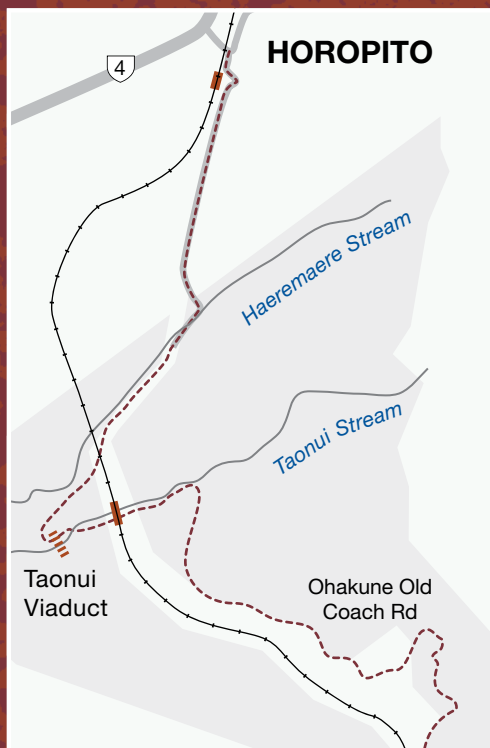 HOROPITO
4
Haeremaere Stream
Taonui Stream
Taonui
Viaduct
Ohakune Old
Coach Rd